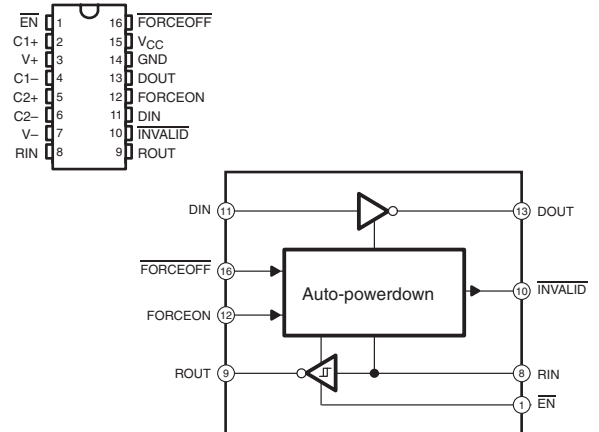 EN 1 16 FORCEOFF
C1+ 2 15 VCC
V+ 3 14 GND
C1− 4 13 DOUT
C2+ 5 12 FORCEON
C2− 6 11 DIN
V− 7 10 INVALID
RIN 8 9 ROUT
DIN 11 13 DOUT
FORCEOFF 16
Auto-powerdown
10 INVALID
FORCEON 12
ROUT 9 8 RIN
1 EN